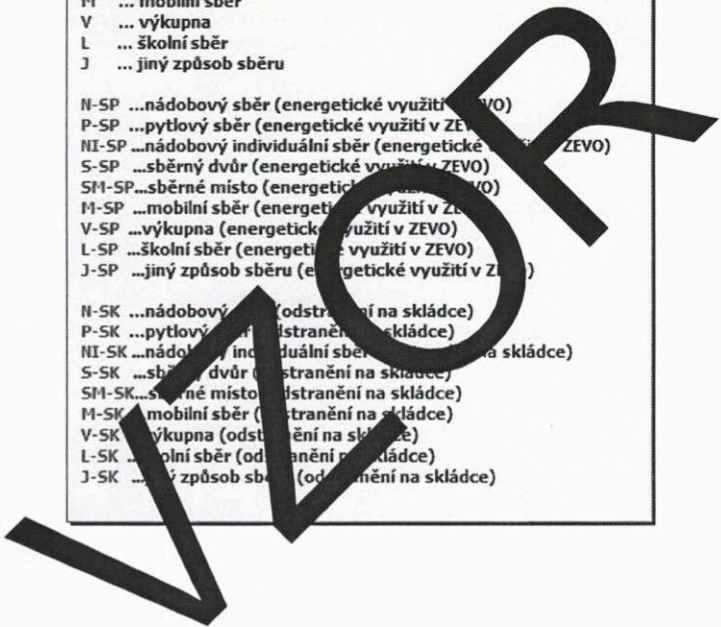 M ... mobilní sběr
V ... výkupna
L ... školní sběr
J ... jiný způsob sběru
N-SP ...nádobový sběr (energetické využití ZEVO)
P-SP ...pytlový sběr (energetické využití v ZEVO)
NI-SP ...nádobový individuální sběr (energetické ZEVO)
S-SP ...sběrný dvůr (energetické využití v ZEVO)
SM-SP...sběrné místo (energetické
M-SP ...mobilní sběr (energetické využití v
V-SP ...výkupna (energetické využití v ZEVO)
L-SP ...školní sběr (energetické využití v ZEVO)
J-SP ...jiný způsob sběru (energetické využití v
N-SK ...nádobový (odstranění na skládce)
P-SK ...pytlový odstranění skládce)
NI-SK ...nádobový individuální sběr na skládce)
S-SK ...sběrný dvůr (odstranění na skládce)
SM-SK...sběrné místo odstranění na skládce)
M-SK mobilní sběr (odstranění na skládce)
V-SK výkupna (odstranění na skládce)
L-SK školní sběr (odstranění na skládce)
J-SK ...jiný způsob sběru (odstranění na skládce)
VZOR